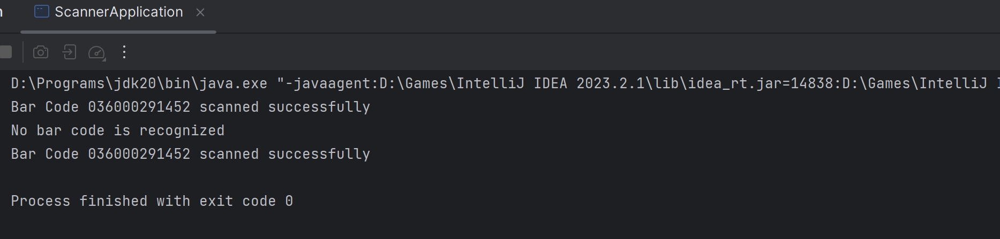 ScannerApplication
D:\Programs\jdk20\bin\java.exe "-javaagent:D:\Games\IntelliJ IDEA 2023.2.1\lib\idea_rt.jar=14838:D:\Games\IntelliJ
Bar Code 036000291452 scanned successfully
No bar code is recognized
Bar Code 036000291452 scanned successfully
Process finished with exit code 0